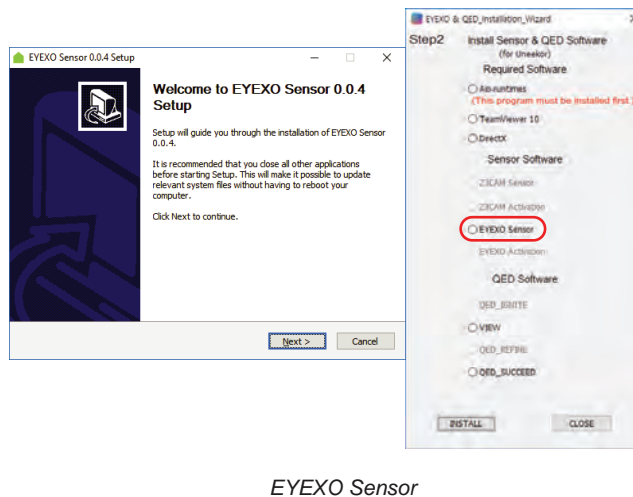 EYEXO Sensor 0.0.4 Setup
Welcome to EYEXO Sensor 0.0.4
Setup
Setup will guide you through the installation of EYEXO Sensor
0.0.4.
It is recommended that you close all other applications
before starting Setup. This will make it possible to update
relevant system files without having to reboot your
computer.
Click Next to continue.
Next >
Cancel
EYEXO & QED_Installation_Wizard
Step2
Install Sensor & QED Software
(for Uneekor)
Required Software
Aio-runtimes
(This program must be installed first)
TeamViewer 10
DirectX
Sensor Software
Z3CAM Sensor
Z3CAM Activation
EYEXO Sensor
EYEXO Activation
QED Software
QED_IGNITE
VIEW
QED_REFINE
QED_SUCCEED
INSTALL
CLOSE
EYEXO Sensor